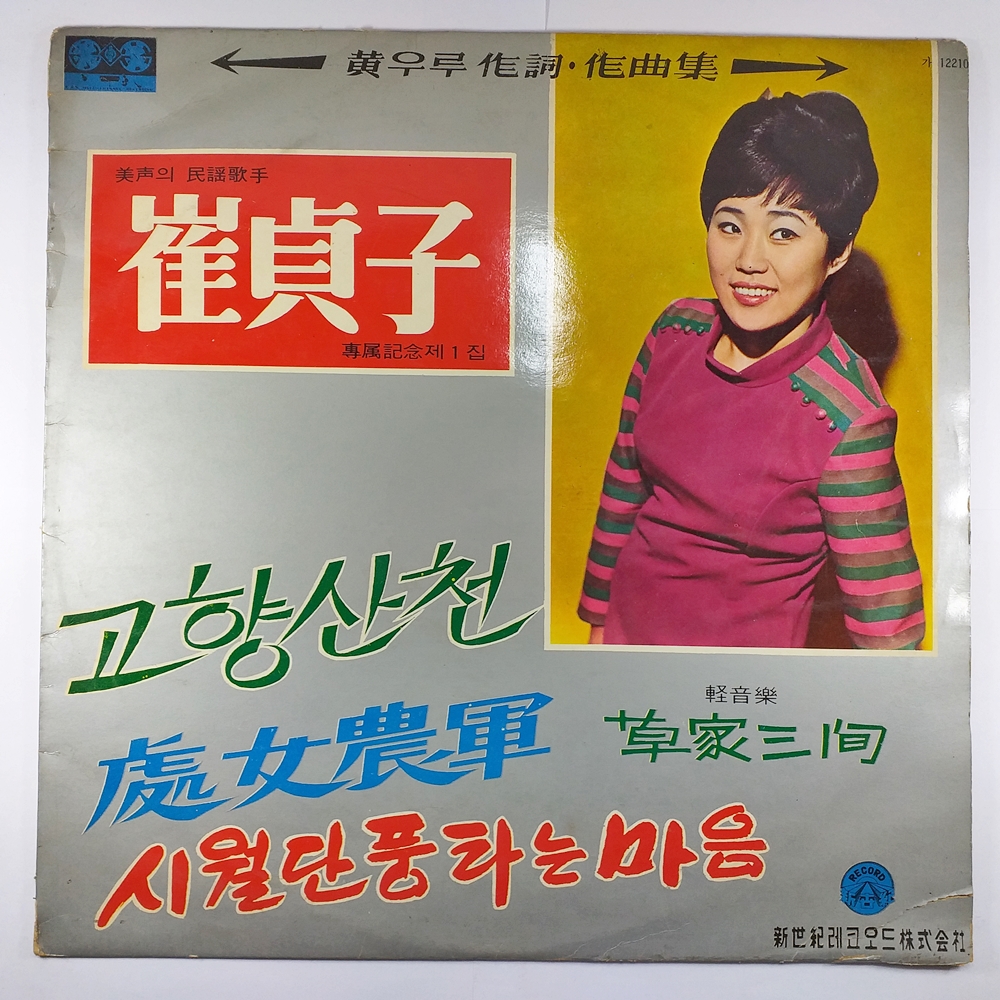 黄우루 作詞·作曲集
가 12210
美声의 民謡歌手
崔貞子
專属記念제1집
고향산천
處女農軍
軽音樂
草家三间
시월단풍타는마음
RECORD
新世紀레코오드株式会社